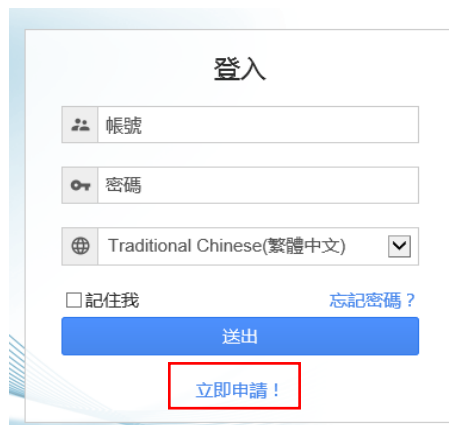 登入
帳號
密碼
Traditional Chinese(繁體中文)
記住我 忘記密碼？
送出
立即申請！